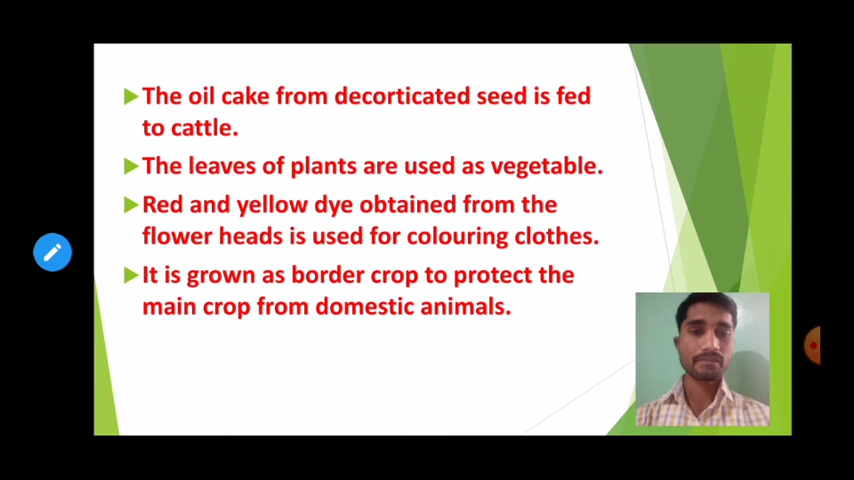 The oil cake from decorticated seed is fed
to cattle.
The leaves of plants are used as vegetable.
Red and yellow dye obtained from the
flower heads is used for colouring clothes.
It is grown as border crop to protect the
main crop from domestic animals.